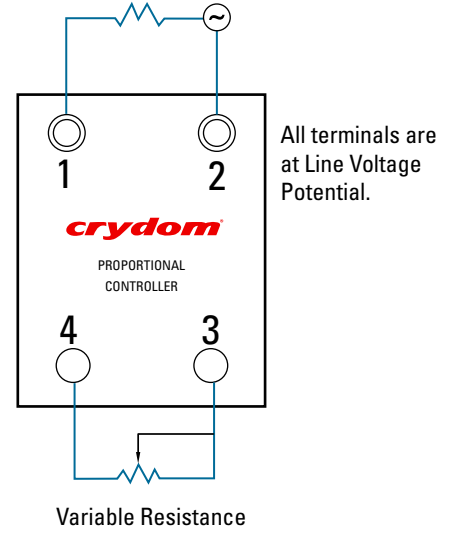 ~
1 2
All terminals are
at Line Voltage
Potential.
crydom
PROPORTIONAL
CONTROLLER
4 3
Variable Resistance